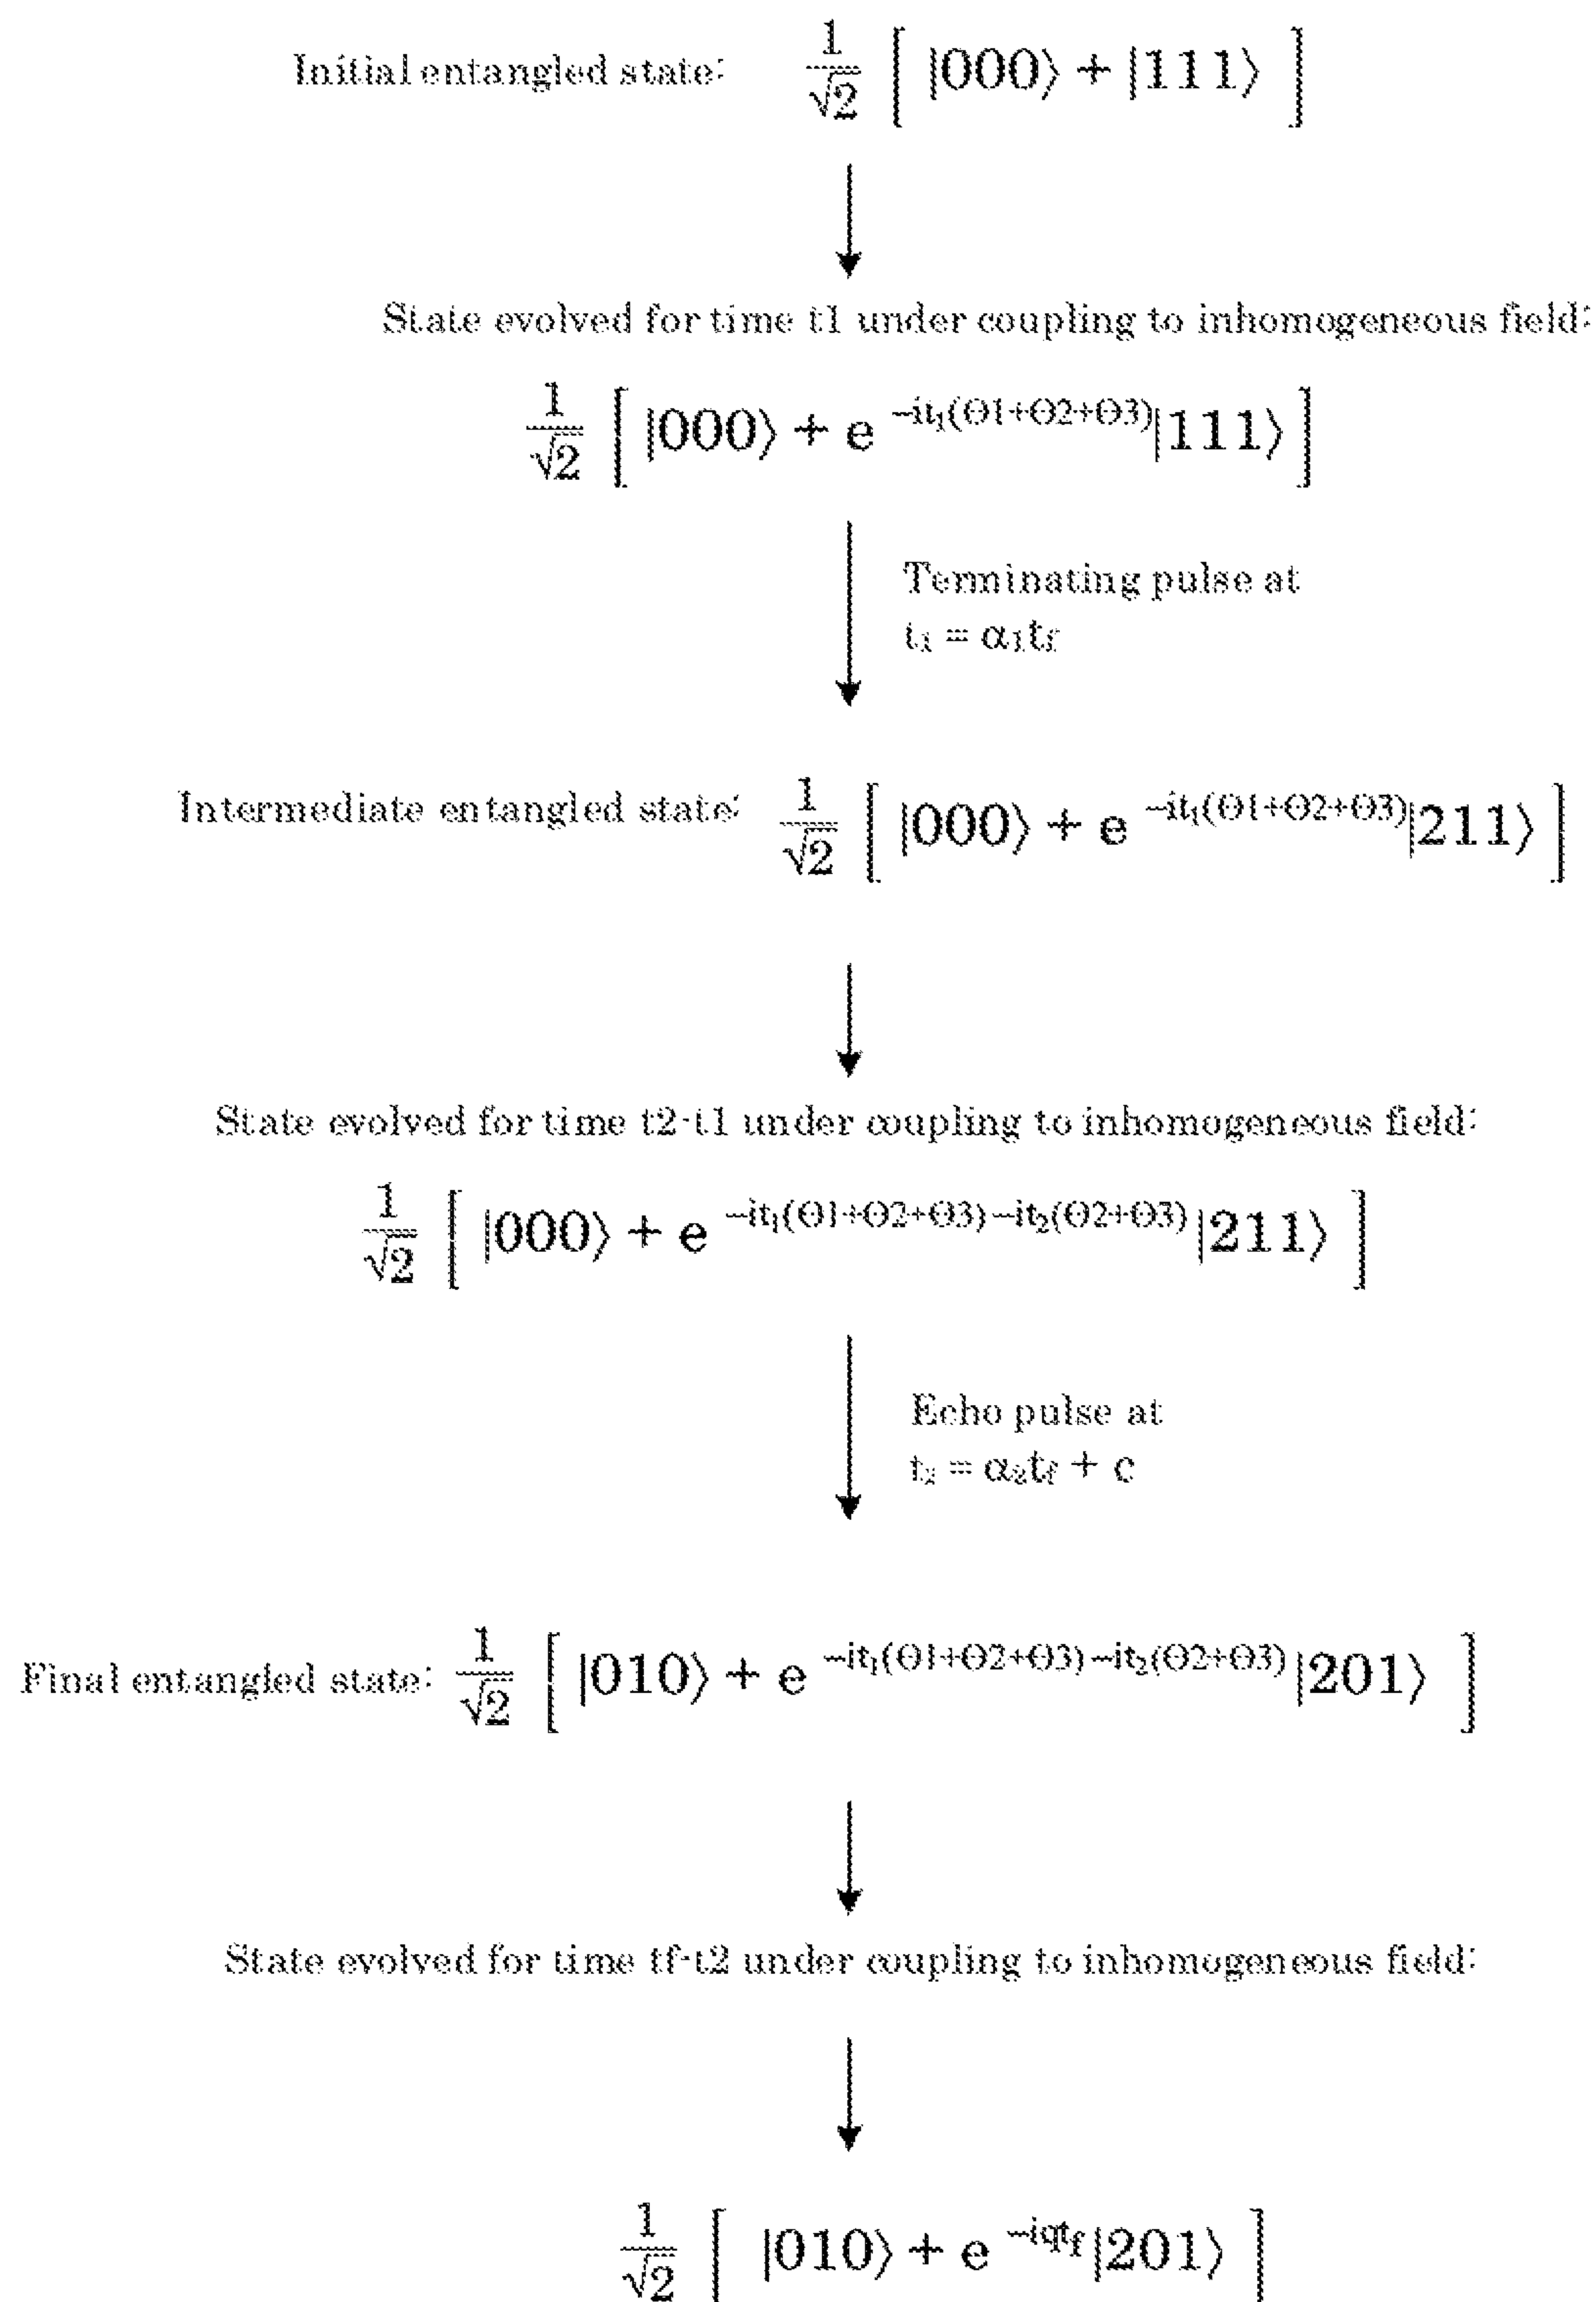 Initial entangled state: 1/√2 [ |000⟩ + |111⟩ ]
State evolved for time t1 under coupling to inhomogeneous field:
1/√2 [ |000⟩ + e^{–it₁(Θ1+Θ2+Θ3)}|111⟩ ]
Terminating pulse at
t₁ = α₁t_f
Intermediate entangled state: 1/√2 [ |000⟩ + e^{–it₁(Θ1+Θ2+Θ3)}|211⟩ ]
State evolved for time t2-t1 under coupling to inhomogeneous field:
1/√2 [ |000⟩ + e^{–it₁(Θ1+Θ2+Θ3)–it₂(Θ2+Θ3)}|211⟩ ]
Echo pulse at
t₂ = α₂t_f + c
Final entangled state: 1/√2 [ |010⟩ + e^{–it₁(Θ1+Θ2+Θ3)–it₂(Θ2+Θ3)}|201⟩ ]
State evolved for time tf-t2 under coupling to inhomogeneous field:
1/√2 [ |010⟩ + e^{–iqt_f}|201⟩ ]